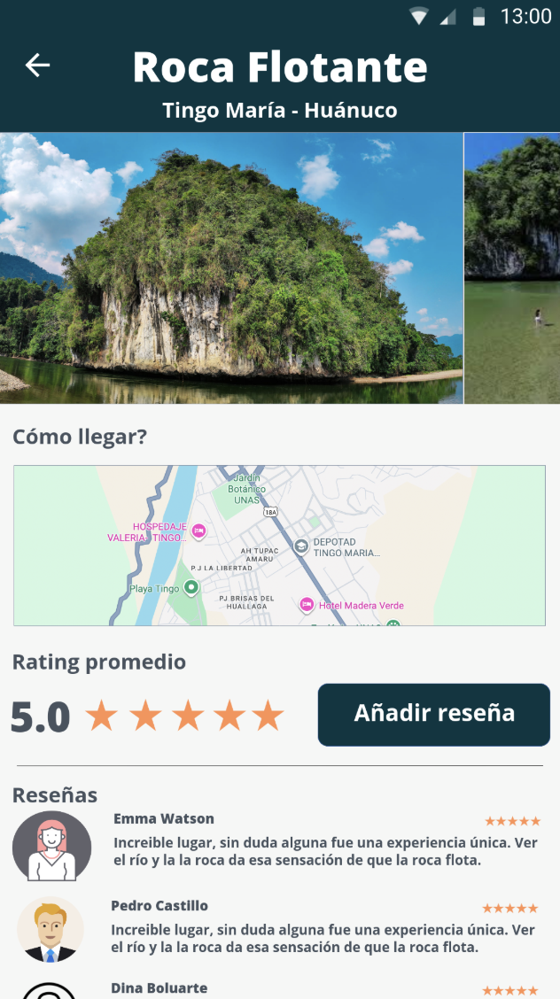 13:00
Roca Flotante
Tingo María - Huánuco
Cómo llegar?
Jardín
Botánico
UNAS
18A
HOSPEDAJE
VALERIA- TINGO...
DEPOTAD
TINGO MARIA...
AH TUPAC
AMARU
P.J LA LIBERTAD
Playa Tingo
PJ BRISAS DEL
HUALLAGA
Hotel Madera Verde
Rating promedio
5.0
Añadir reseña
Reseñas
Emma Watson
Increible lugar, sin duda alguna fue una experiencia única. Ver
el río y la la roca da esa sensación de que la roca flota.
Pedro Castillo
Increible lugar, sin duda alguna fue una experiencia única. Ver
el río y la la roca da esa sensación de que la roca flota.
Dina Boluarte